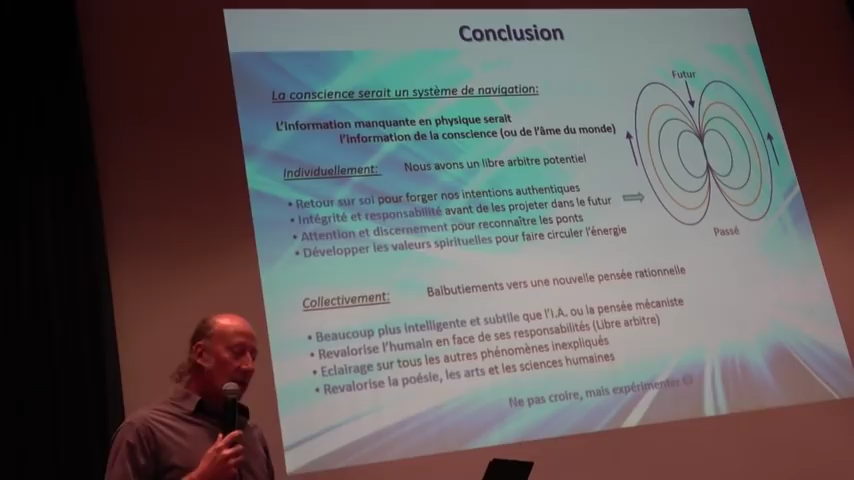 Conclusion
La conscience serait un système de navigation:
L'Information manquante en physique serait
l'information de la conscience (ou de l'âme du monde)
Individuellement: Nous avons un libre arbitre potentiel
• Retour sur soi pour forger nos intentions authentiques
• Intégrité et responsabilité avant de les projeter dans le futur
• Attention et discernement pour reconnaître les ponts
• Développer les valeurs spirituelles pour faire circuler l'énergie
Futur
Passé
Collectivement: Balbutiements vers une nouvelle pensée rationnelle
• Beaucoup plus intelligente et subtile que l'I.A. ou la pensée mécaniste
• Revalorise l'humain en face de ses responsabilités (Libre arbitre)
• Eclairage sur tous les autres phénomènes inexpliqués
• Revalorise la poésie, les arts et les sciences humaines
Ne pas croire, mais expérimenter ☺